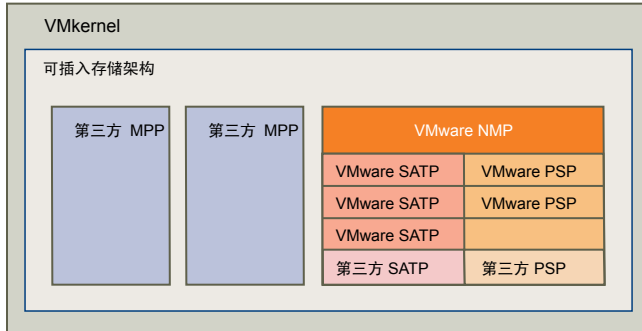 VMkernel
可插入存储架构
第三方 MPP
第三方 MPP
VMware NMP
VMware SATP
VMware PSP
VMware SATP
VMware PSP
VMware SATP
第三方 SATP
第三方 PSP